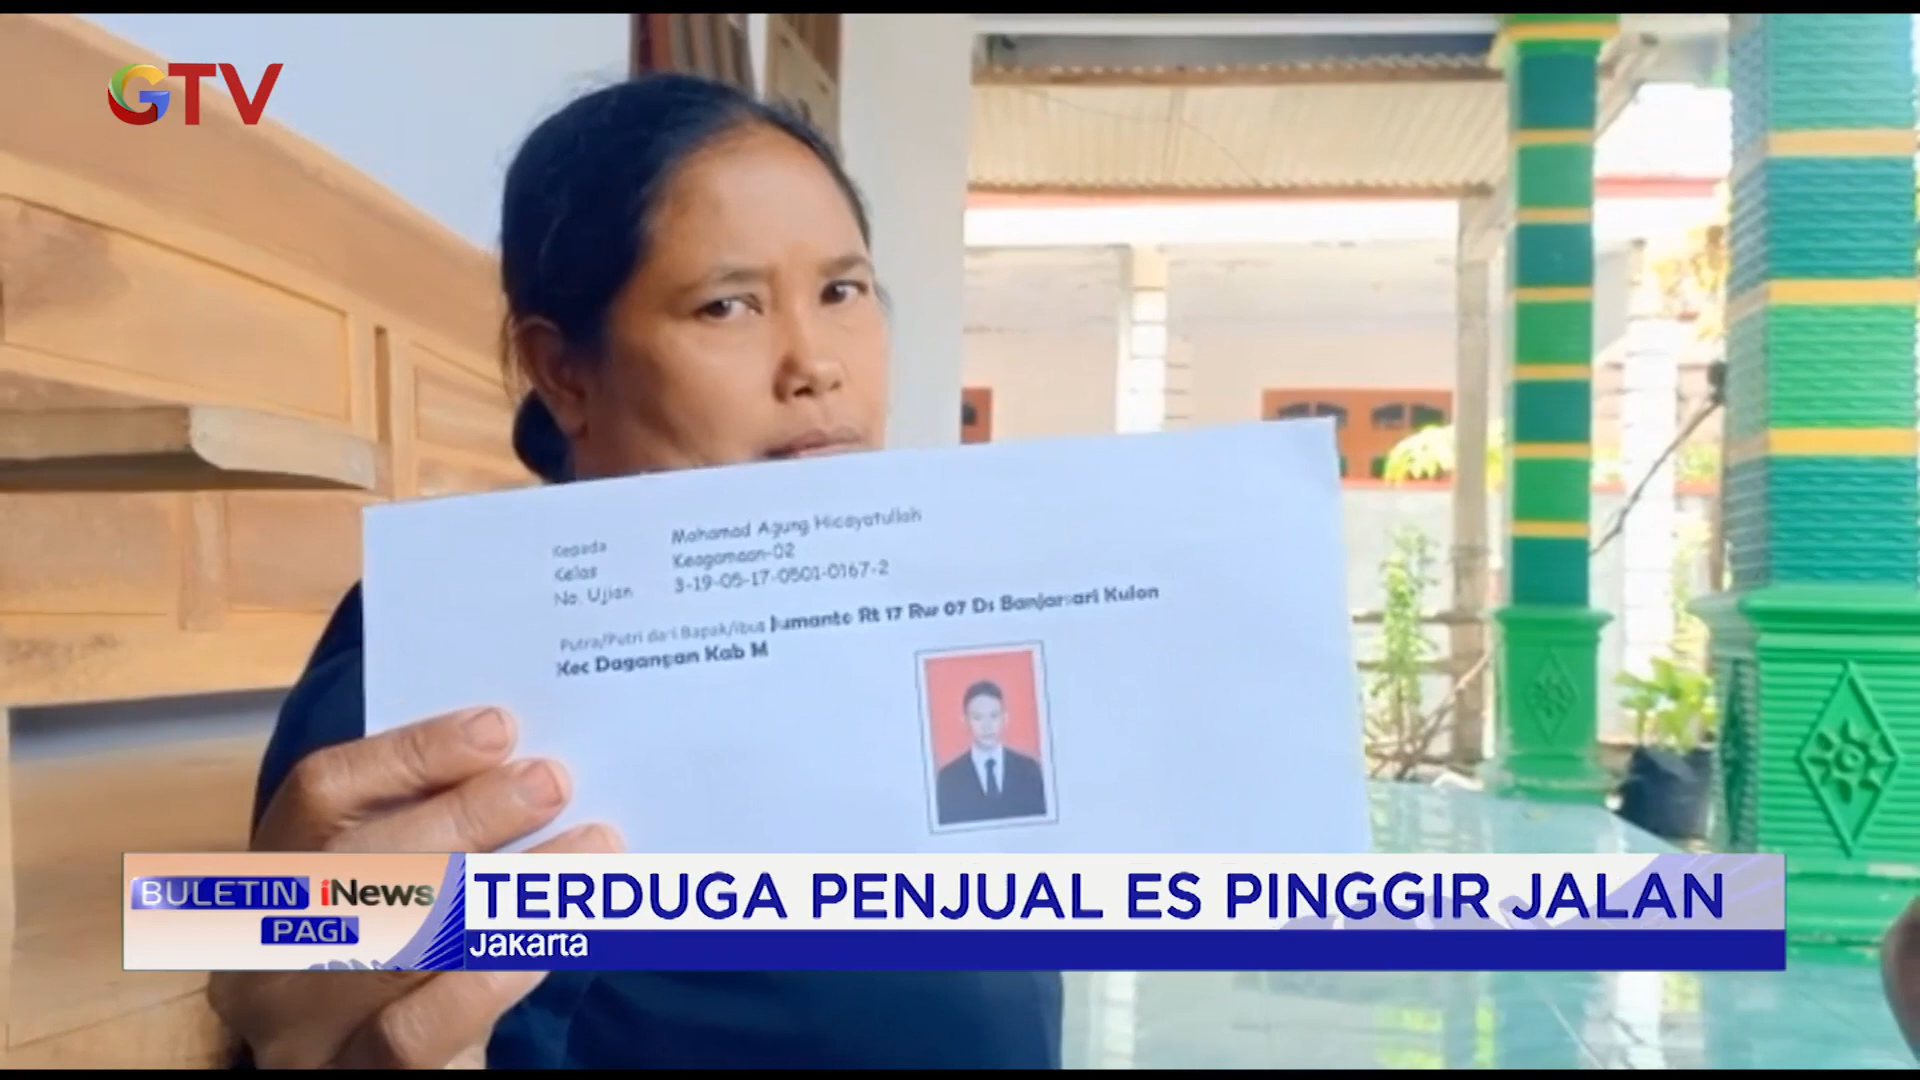 GTV
Kepada Mohamad Agung Hidayatullah
Kelas Keagamaan-02
No. Ujian 3-19-05-17-0501-0167-2
Putra/Putri dari Bapak/ibu: Jumanto Rt 17 Rw 07 Ds Banjarsari Kulon
Kec Dagangan Kab M
BULETIN iNews
PAGI
TERDUGA PENJUAL ES PINGGIR JALAN
Jakarta